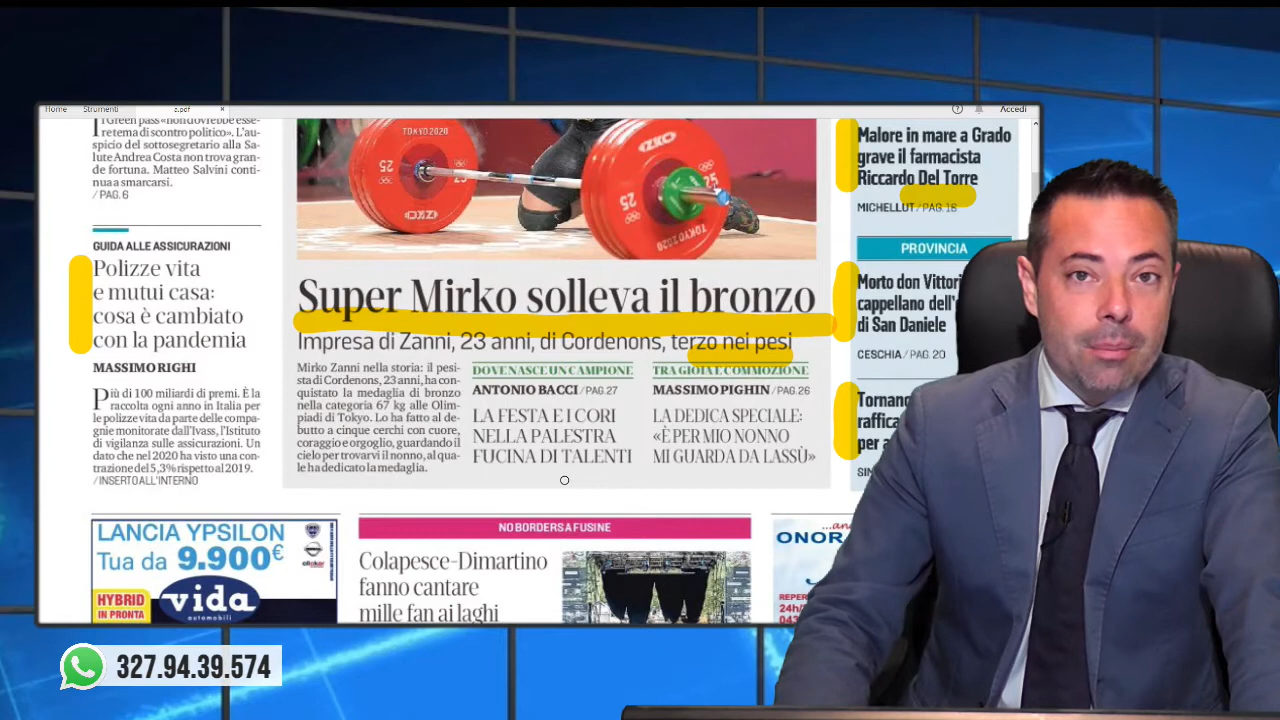 Home Strumenti a.pdf × Accedi
l Green pass «non dovrebbe esse-
re tema di scontro politico». L'au-
spicio del sottosegretario alla Sa-
lute Andrea Costa non trova gran-
de fortuna. Matteo Salvini conti-
nua a smarcarsi.
/ PAG. 6
GUIDA ALLE ASSICURAZIONI
Polizze vita
e mutui casa:
cosa è cambiato
con la pandemia
MASSIMO RIGHI
Più di 100 miliardi di premi. È la
raccolta ogni anno in Italia per
le polizze vita da parte delle compa-
gnie monitorate dall'Ivass, l'Istituto
di vigilanza sulle assicurazioni. Un
dato che nel 2020 ha visto una con-
trazione del 5,3% rispetto al 2019.
/ INSERTO ALL'INTERNO
TOKYO 2020
25
ZKO
25
TOKYO 2020
Super Mirko solleva il bronzo
Impresa di Zanni, 23 anni, di Cordenons, terzo nei pesi
Mirko Zanni nella storia: il pesi-
sta di Cordenons, 23 anni, ha con-
quistato la medaglia di bronzo
nella categoria 67 kg alle Olim-
piadi di Tokyo. Lo ha fatto al de-
butto a cinque cerchi con cuore,
coraggio e orgoglio, guardando il
cielo per trovarvi il nonno, al qua-
le ha dedicato la medaglia.
DOVE NASCE UN CAMPIONE
ANTONIO BACCI / PAG. 27
LA FESTA E I CORI
NELLA PALESTRA
FUCINA DI TALENTI
TRA GIOIA E COMMOZIONE
MASSIMO PIGHIN / PAG. 26
LA DEDICA SPECIALE:
«È PER MIO NONNO
MI GUARDA DA LASSÙ»
Malore in mare a Grado
grave il farmacista
Riccardo Del Torre
MICHELLUT / PAG. 18
PROVINCIA
Morto don Vittori
cappellano dell'
di San Daniele
CESCHIA / PAG. 20
Tornano
raffica
per a
LANCIA YPSILON
Tua da 9.900€
HYBRID
IN PRONTA
vida
automobili
NO BORDERS A FUSINE
Colapesce-Dimartino
fanno cantare
mille fan ai laghi
ONOR
REPER
24h/
327.94.39.574